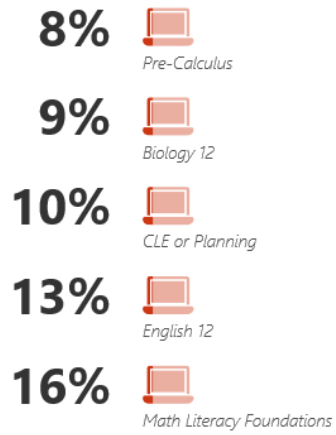 8%
Pre-Calculus
9%
Biology 12
10%
CLE or Planning
13%
English 12
16%
Math Literacy Foundations